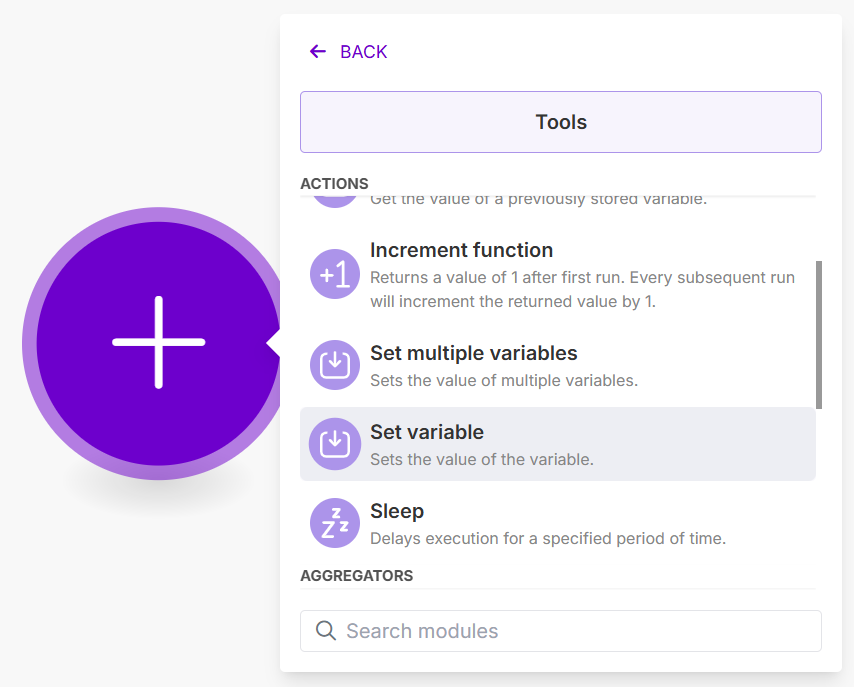 BACK
Tools
ACTIONS
Get the value of a previously stored variable.
+1
Increment function
Returns a value of 1 after first run. Every subsequent run
will increment the returned value by 1.
Set multiple variables
Sets the value of multiple variables.
Set variable
Sets the value of the variable.
zZz
Sleep
Delays execution for a specified period of time.
AGGREGATORS
Search modules